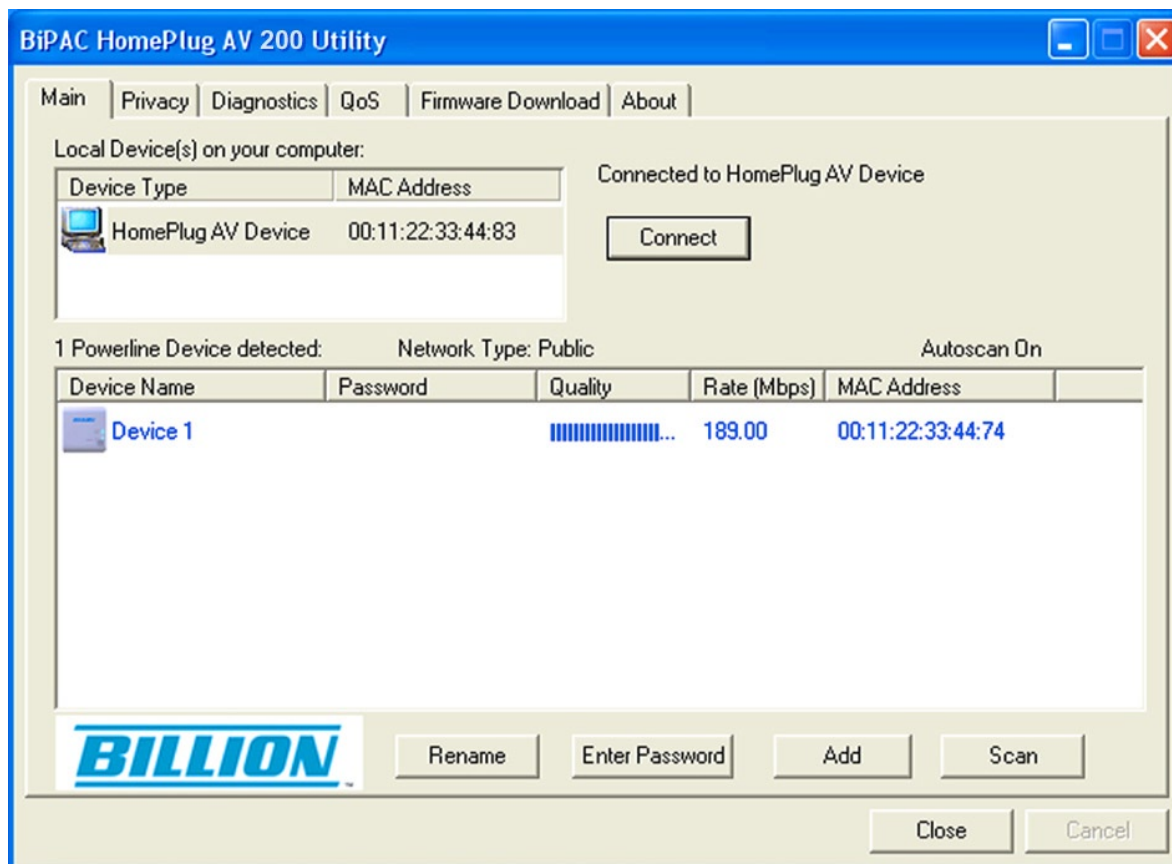 BiPAC HomePlug AV 200 Utility
Main Privacy Diagnostics QoS Firmware Download About
Local Device(s) on your computer:
Device Type MAC Address
HomePlug AV Device 00:11:22:33:44:83
Connected to HomePlug AV Device
Connect
1 Powerline Device detected: Network Type: Public Autoscan On
Device Name Password Quality Rate (Mbps) MAC Address
Device 1 189.00 00:11:22:33:44:74
BILLION ™
Rename Enter Password Add Scan
Close Cancel